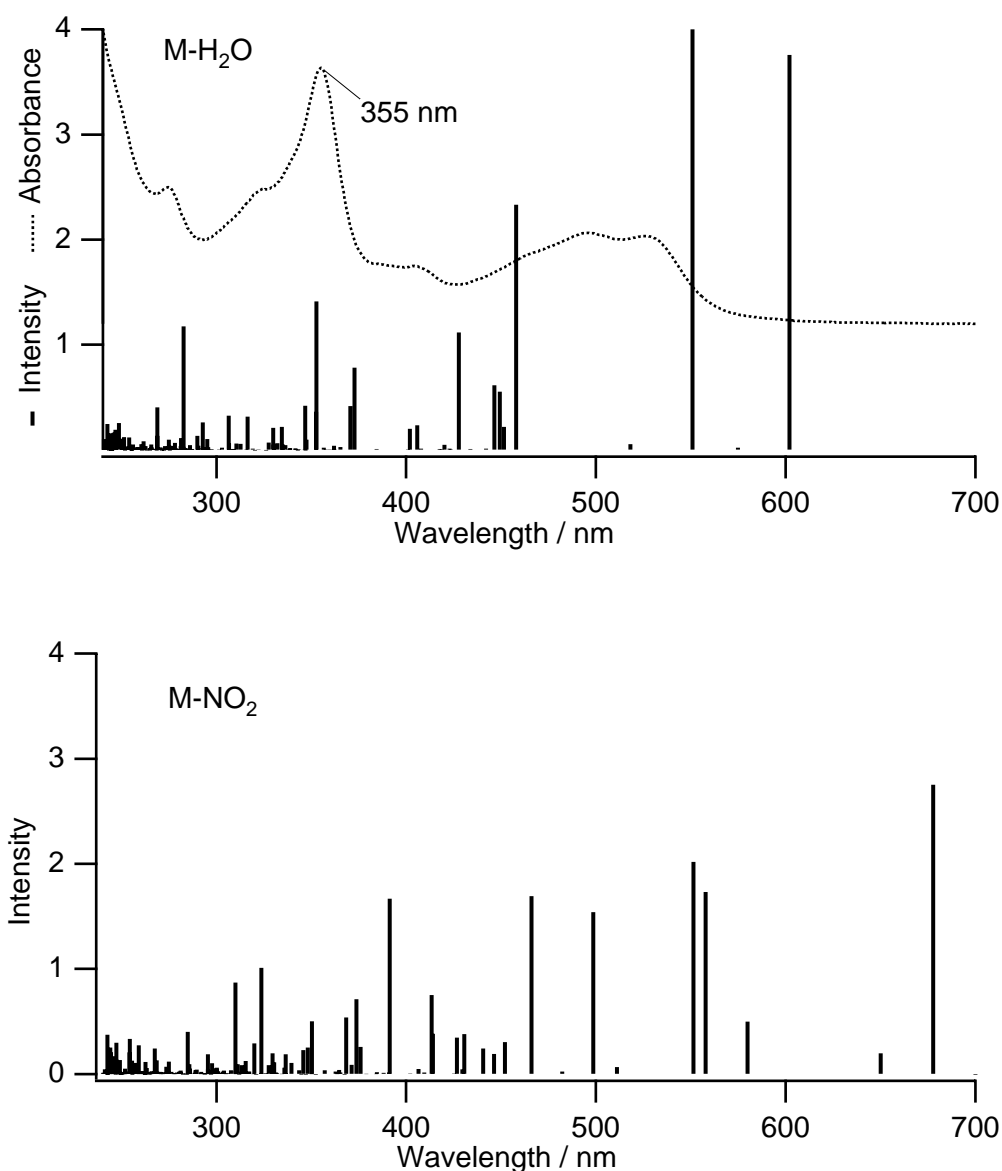 4
M-H₂O
355 nm
3
2
1
Intensity Absorbance
300 400 500 600 700
Wavelength / nm
4
M-NO₂
3
2
1
0
Intensity
300 400 500 600 700
Wavelength / nm